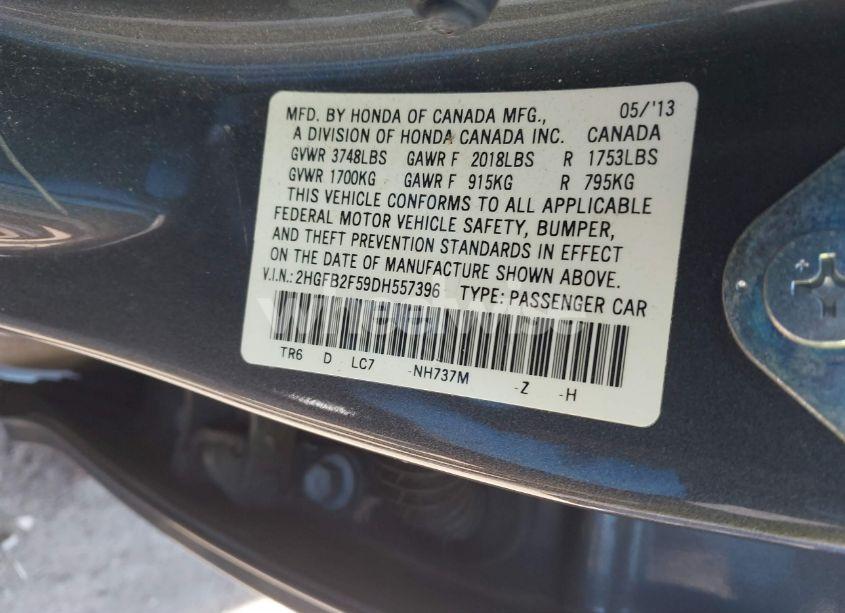 MFD. BY HONDA OF CANADA MFG., 05/'13
A DIVISION OF HONDA CANADA INC. CANADA
GVWR 3748LBS GAWR F 2018LBS R 1753LBS
GVWR 1700KG GAWR F 915KG R 795KG
THIS VEHICLE CONFORMS TO ALL APPLICABLE
FEDERAL MOTOR VEHICLE SAFETY, BUMPER,
AND THEFT PREVENTION STANDARDS IN EFFECT
ON THE DATE OF MANUFACTURE SHOWN ABOVE.
V.I.N.: 2HGFB2F59DH557396 TYPE: PASSENGER CAR
wheelwise
TR6 D LC7 -NH737M -Z -H